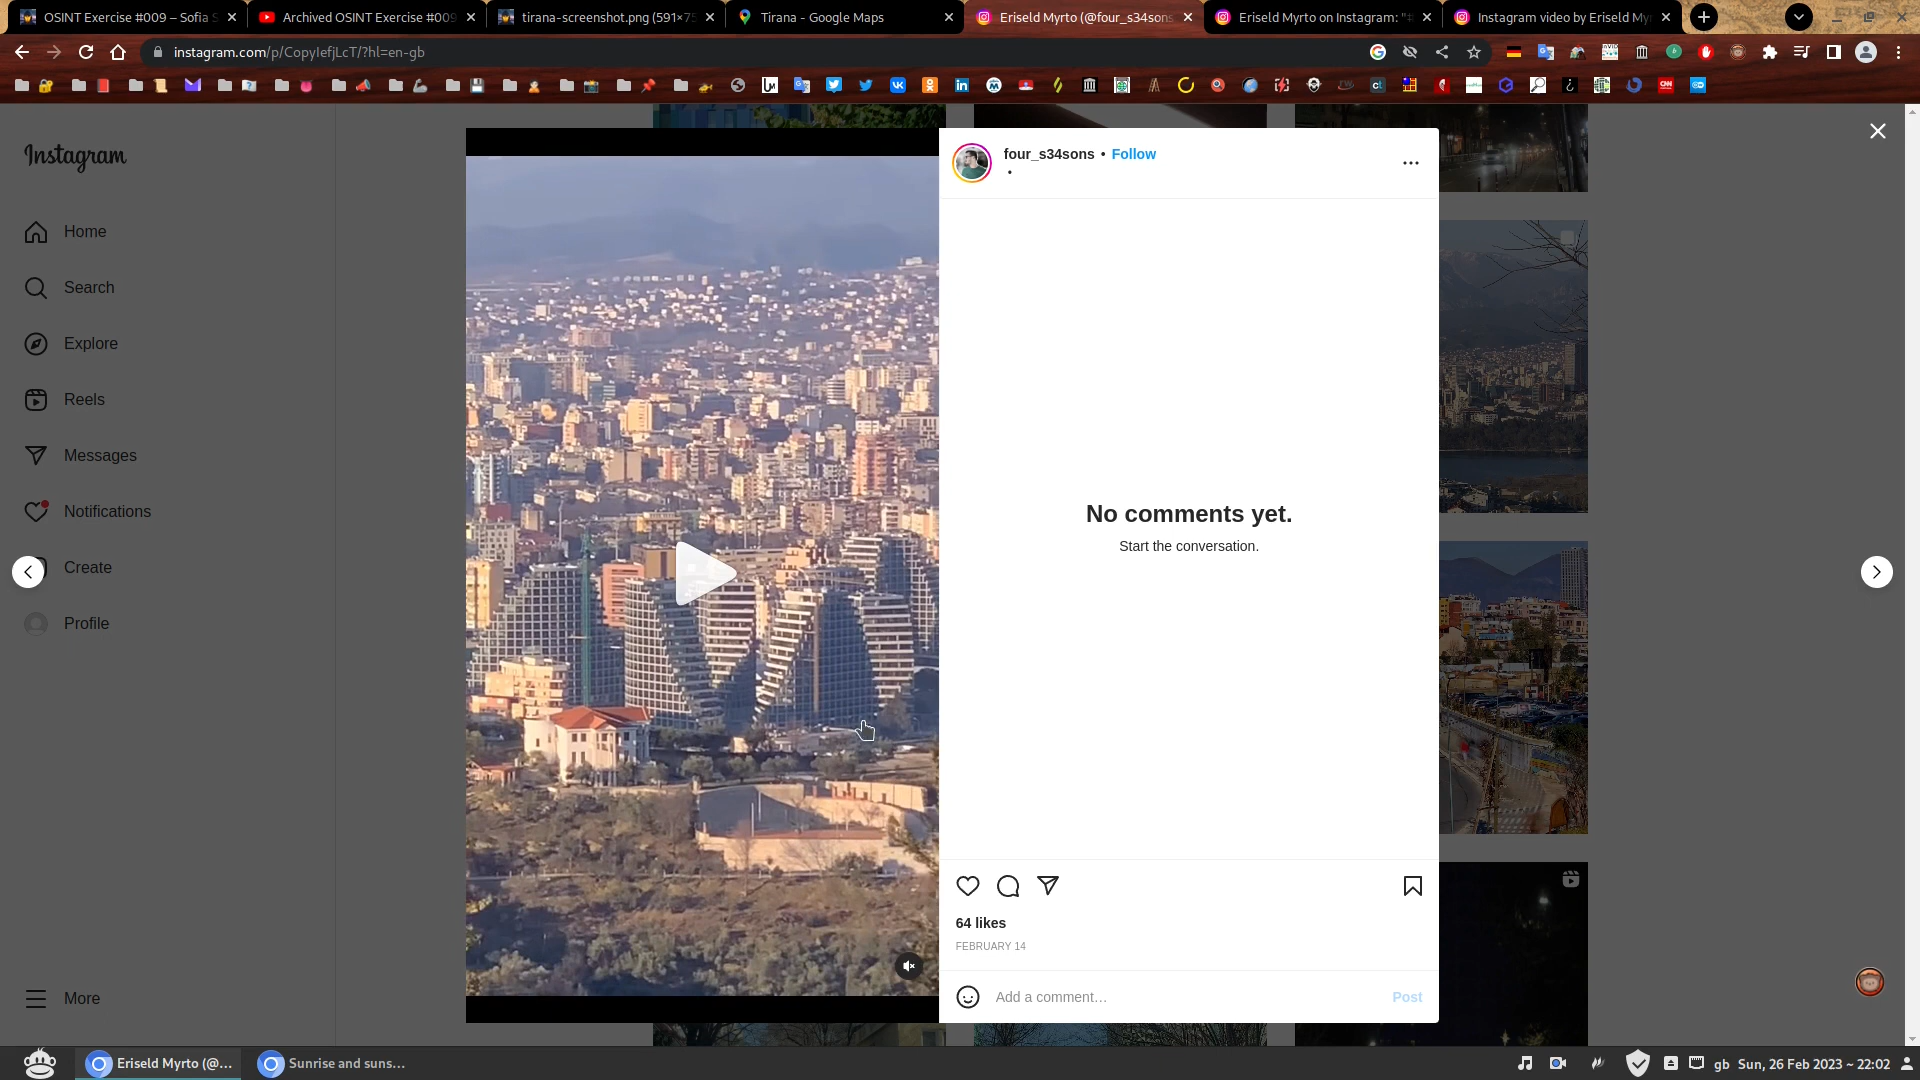 OSINT Exercise #009 – Sofia S
Archived OSINT Exercise #009
tirana-screenshot.png (591×75
Tirana - Google Maps
Eriseld Myrto (@four_s34sons
Eriseld Myrto on Instagram: "#
Instagram video by Eriseld My
instagram.com/p/CopyIefjLcT/?hl=en-gb
Instagram
Home
Search
Explore
Reels
Messages
Notifications
Create
Profile
More
four_s34sons • Follow
•
No comments yet.
Start the conversation.
64 likes
FEBRUARY 14
Add a comment…
Post
Eriseld Myrto (@...
Sunrise and suns...
gb
Sun, 26 Feb 2023 ~ 22:02